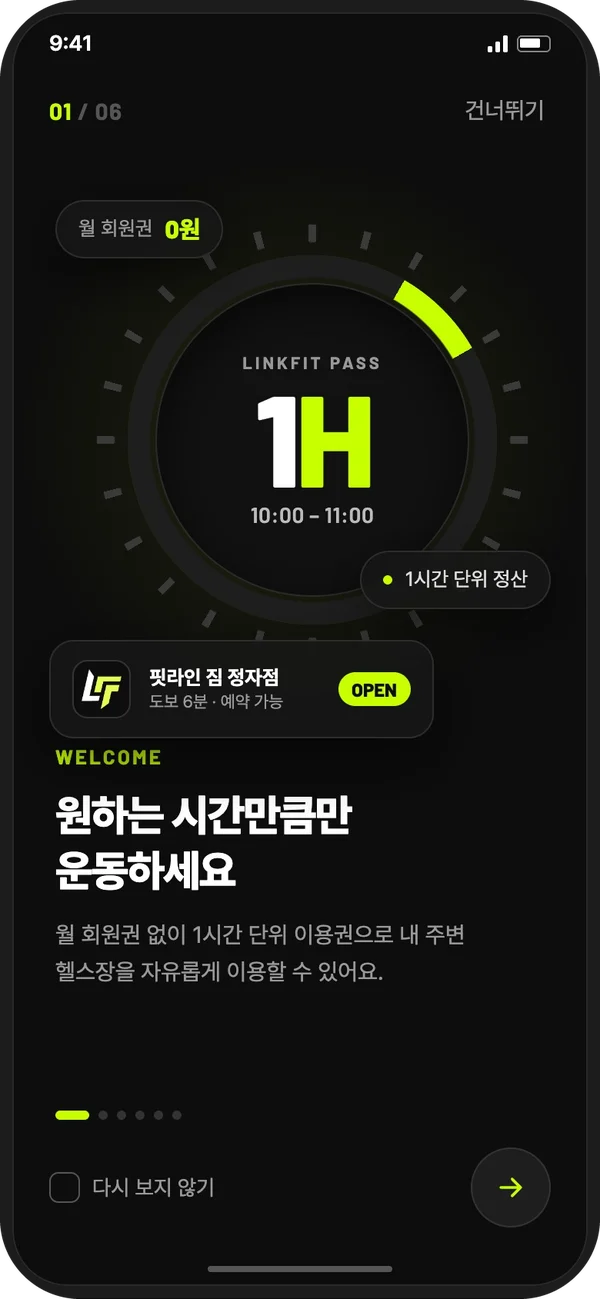 9:41
01 / 06
건너뛰기
월 회원권 0원
LINKFIT PASS
1H
10:00 – 11:00
1시간 단위 정산
LF
핏라인 짐 정자점
도보 6분 · 예약 가능
OPEN
WELCOME
원하는 시간만큼만
운동하세요
월 회원권 없이 1시간 단위 이용권으로 내 주변
헬스장을 자유롭게 이용할 수 있어요.
다시 보지 않기